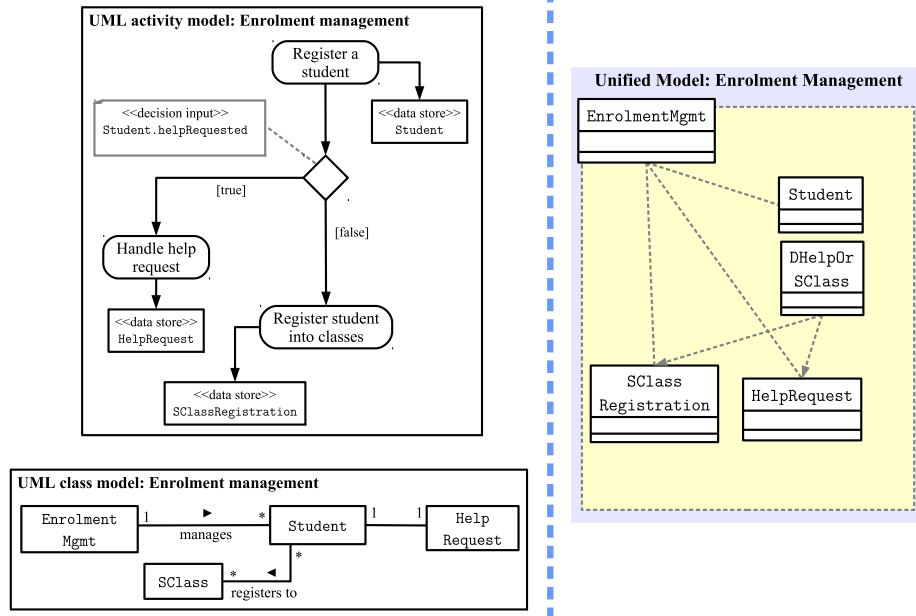 UML activity model: Enrolment management
Register a
student
<<decision input>>
Student.helpRequested
<<data store>>
Student
[true]
[false]
Handle help
request
<<data store>>
HelpRequest
Register student
into classes
<<data store>>
SClassRegistration
UML class model: Enrolment management
Enrolment
Mgmt
1
►
manages
*
Student
1
1
Help
Request
*
SClass
*
◄
registers to
Unified Model: Enrolment Management
EnrolmentMgmt
Student
DHelpOr
SClass
SClass
Registration
HelpRequest